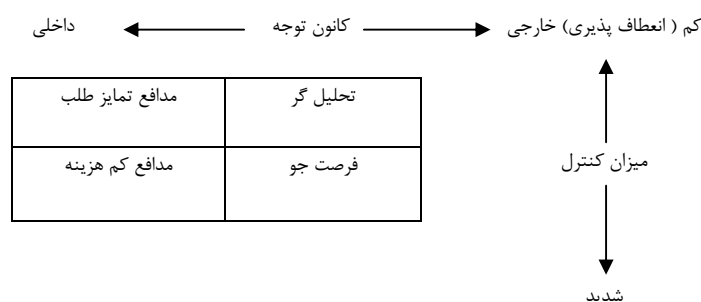 کم ( انعطاف پذیری) خارجی کانون توجه داخلی
تحلیل گر مدافع تمایز طلب
میزان کنترل
فرصت جو مدافع کم هزینه
شدید